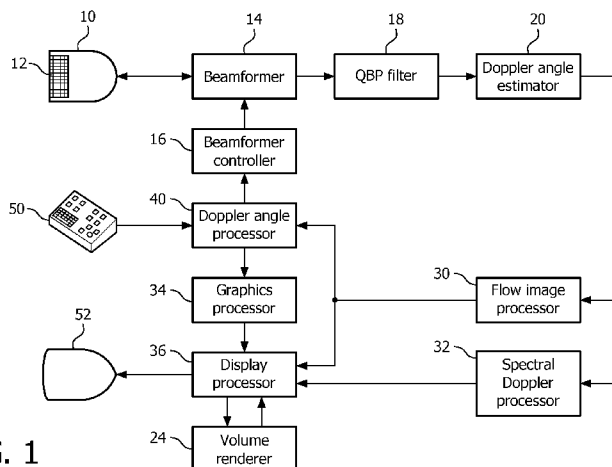 10
14
18
20
12
Beamformer
QBP filter
Doppler angle
estimator
16
Beamformer
controller
40
50
Doppler angle
processor
30
34
Graphics
processor
Flow image
processor
52
32
36
Display
processor
Spectral
Doppler
processor
24
Volume
renderer
G. 1